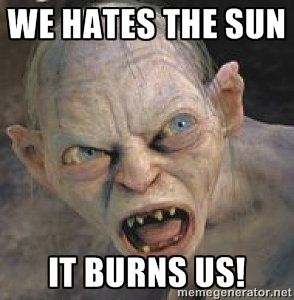 WE HATES THE SUN
IT BURNS US!
memegenerator.net